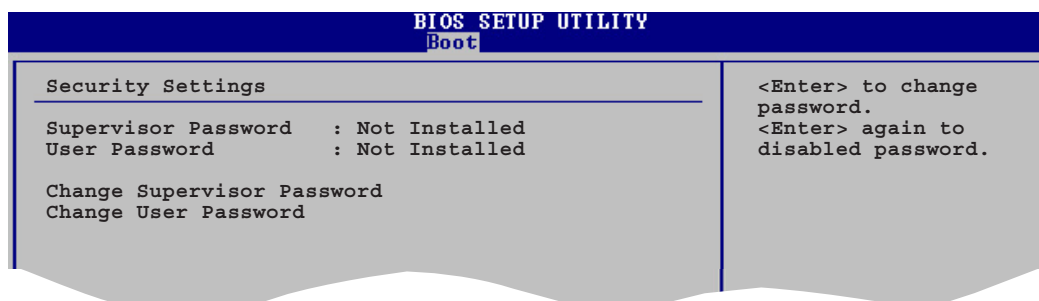 BIOS SETUP UTILITY
Boot
Security Settings
Supervisor Password : Not Installed
User Password : Not Installed
Change Supervisor Password
Change User Password
<Enter> to change
password.
<Enter> again to
disabled password.